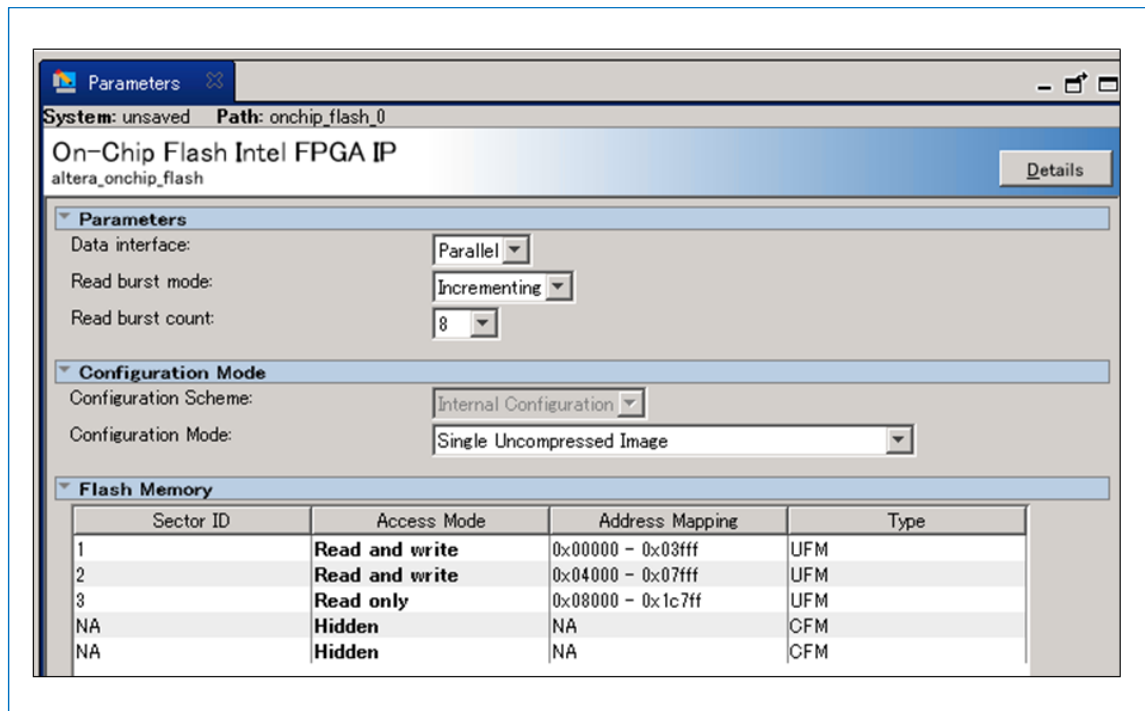 Parameters
System: unsaved Path: onchip_flash_0
On-Chip Flash Intel FPGA IP
altera_onchip_flash
Details
Parameters
Data interface: Parallel
Read burst mode: Incrementing
Read burst count: 8
Configuration Mode
Configuration Scheme: Internal Configuration
Configuration Mode: Single Uncompressed Image
Flash Memory
Sector ID Access Mode Address Mapping Type
1 Read and write 0x00000 - 0x03fff UFM
2 Read and write 0x04000 - 0x07fff UFM
3 Read only 0x08000 - 0x1c7ff UFM
NA Hidden NA CFM
NA Hidden NA CFM